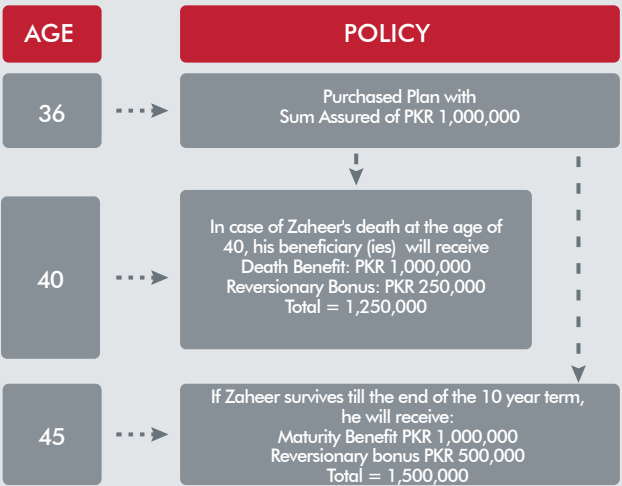 AGE
POLICY
36
Purchased Plan with
Sum Assured of PKR 1,000,000
40
In case of Zaheer's death at the age of
40, his beneficiary (ies) will receive
Death Benefit: PKR 1,000,000
Reversionary Bonus: PKR 250,000
Total = 1,250,000
45
If Zaheer survives till the end of the 10 year term,
he will receive:
Maturity Benefit PKR 1,000,000
Reversionary bonus PKR 500,000
Total = 1,500,000